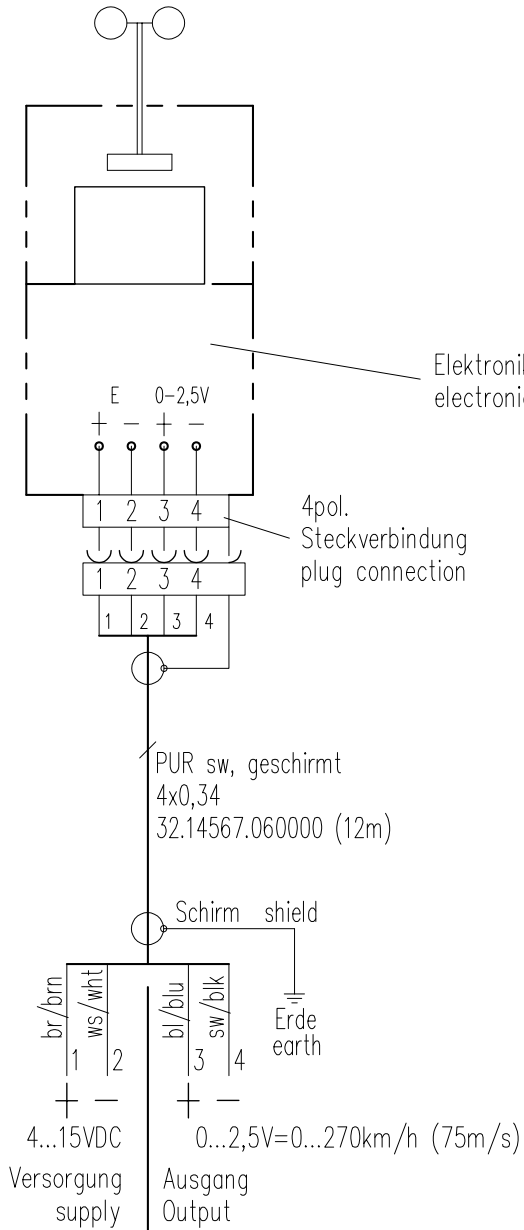 E 0–2,5V
+ – + –
Elektronik
electronic
1 2 3 4
4pol.
Steckverbindung
plug connection
1 2 3 4
1 2 3 4
PUR sw, geschirmt
4x0,34
32.14567.060000 (12m)
Schirm shield
br/brn ws/wht bl/blu sw/blk
Erde
earth
1 2 3 4
+ – + –
4...15VDC 0...2,5V=0...270km/h (75m/s)
Versorgung Ausgang
supply Output